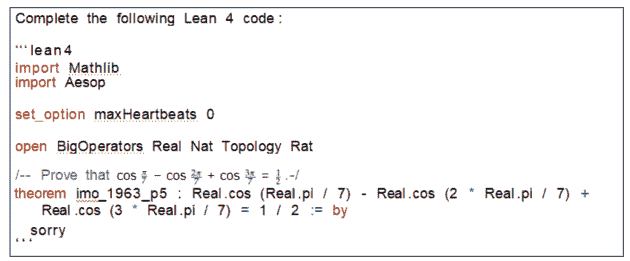 Complete the following Lean 4 code:
```lean4
import Mathlib
import Aesop
set_option maxHeartbeats 0
open BigOperators Real Nat Topology Rat
/-- Prove that cos π/7 − cos 2π/7 + cos 3π/7 = 1/2 .-/
theorem imo_1963_p5 : Real.cos (Real.pi / 7) - Real.cos (2 * Real.pi / 7) +
Real.cos (3 * Real.pi / 7) = 1 / 2 := by
sorry
```